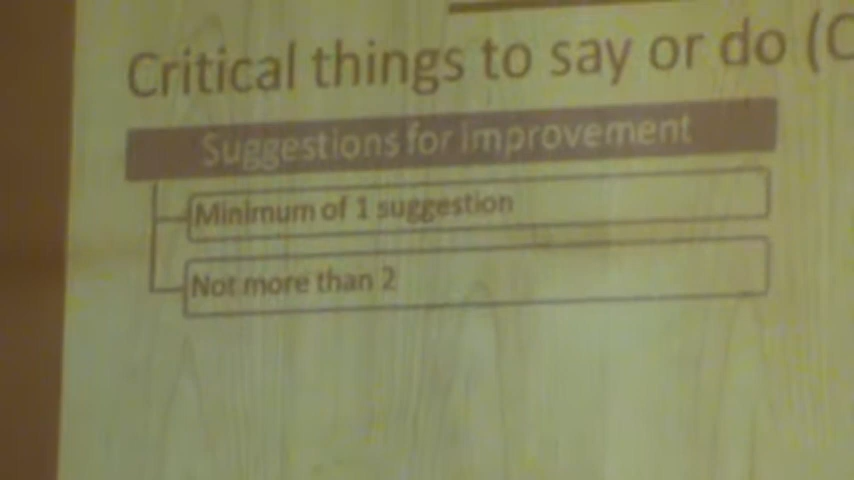 Critical things to say or do (C
Suggestions for improvement
Minimum of 1 suggestion
Not more than 2